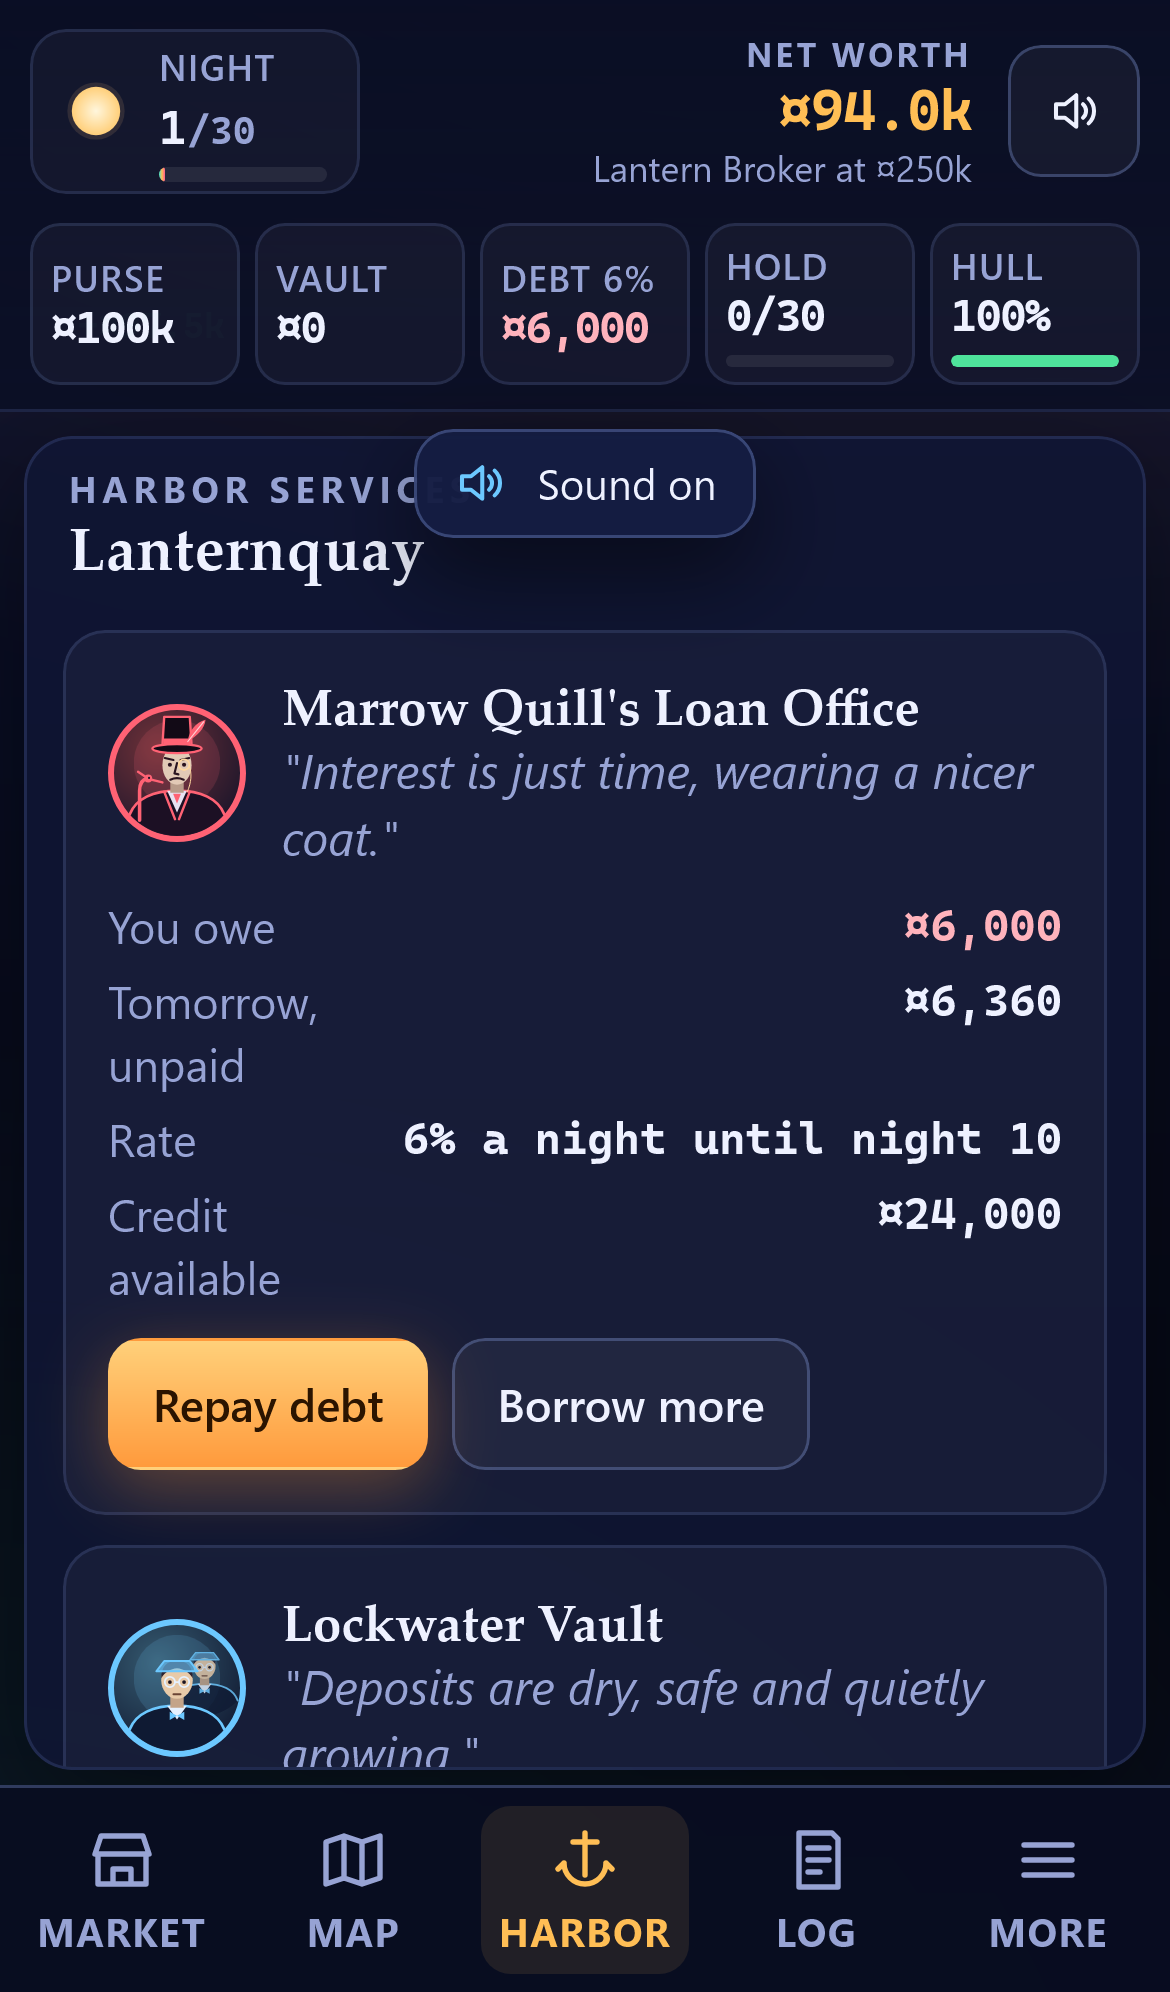 NIGHT
1/30
NET WORTH
¤94.0k
Lantern Broker at ¤250k
PURSE
¤100k
VAULT
¤0
DEBT 6%
¤6,000
HOLD
0/30
HULL
100%
Sound on
HARBOR SERVICES
Lanternquay
Marrow Quill's Loan Office
"Interest is just time, wearing a nicer
coat."
You owe ¤6,000
Tomorrow, ¤6,360
unpaid
Rate 6% a night until night 10
Credit ¤24,000
available
Repay debt
Borrow more
Lockwater Vault
"Deposits are dry, safe and quietly
growing."
MARKET
MAP
HARBOR
LOG
MORE